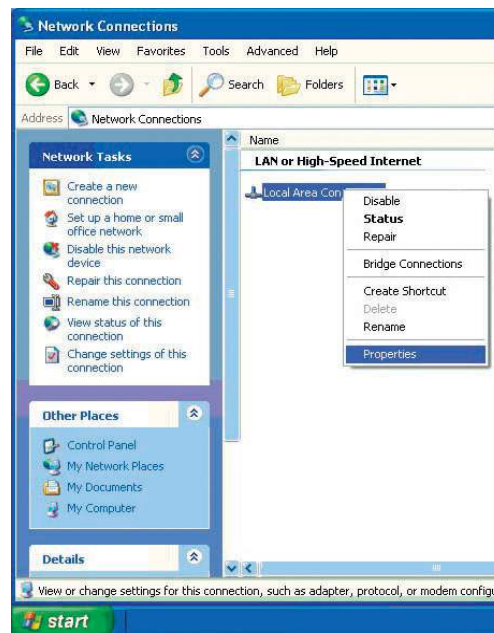 Network Connections
File Edit View Favorites Tools Advanced Help
Back Search Folders
Address Network Connections
Network Tasks
Create a new
connection
Set up a home or small
office network
Disable this network
device
Repair this connection
Rename this connection
View status of this
connection
Change settings of this
connection
Other Places
Control Panel
My Network Places
My Documents
My Computer
Details
Name
LAN or High-Speed Internet
Local Area Con
Disable
Status
Repair
Bridge Connections
Create Shortcut
Delete
Rename
Properties
View or change settings for this connection, such as adapter, protocol, or modem configu
start